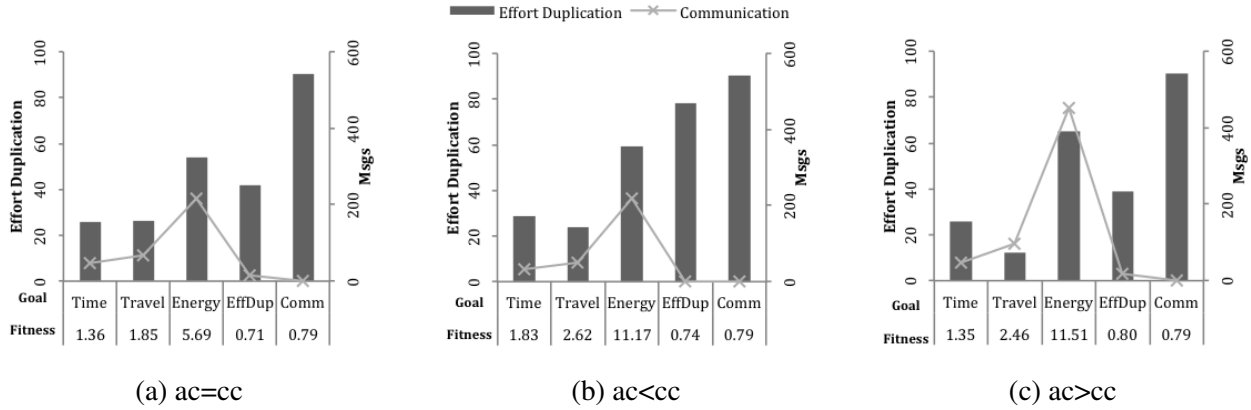 Effort Duplication Communication
Effort Duplication
100
80
60
40
20
0
600
400
200
0
Msgs
Goal Time Travel Energy EffDup Comm
Fitness 1.36 1.85 5.69 0.71 0.79
(a) ac=cc
Effort Duplication
100
80
60
40
20
0
600
400
200
0
Msgs
Goal Time Travel Energy EffDup Comm
Fitness 1.83 2.62 11.17 0.74 0.79
(b) ac<cc
Effort Duplication
100
80
60
40
20
0
600
400
200
0
Msgs
Goal Time Travel Energy EffDup Comm
Fitness 1.35 2.46 11.51 0.80 0.79
(c) ac>cc